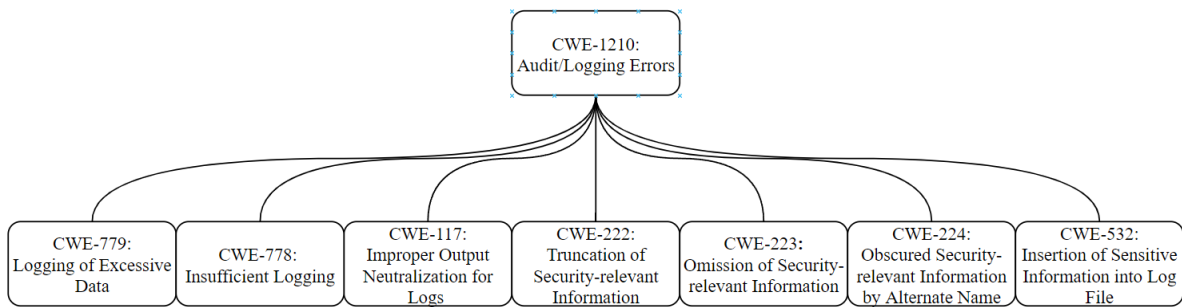 CWE-1210:
Audit/Logging Errors
CWE-779:
Logging of Excessive
Data
CWE-778:
Insufficient Logging
CWE-117:
Improper Output
Neutralization for
Logs
CWE-222:
Truncation of
Security-relevant
Information
CWE-223:
Omission of Security-
relevant Information
CWE-224:
Obscured Security-
relevant Information
by Alternate Name
CWE-532:
Insertion of Sensitive
Information into Log
File